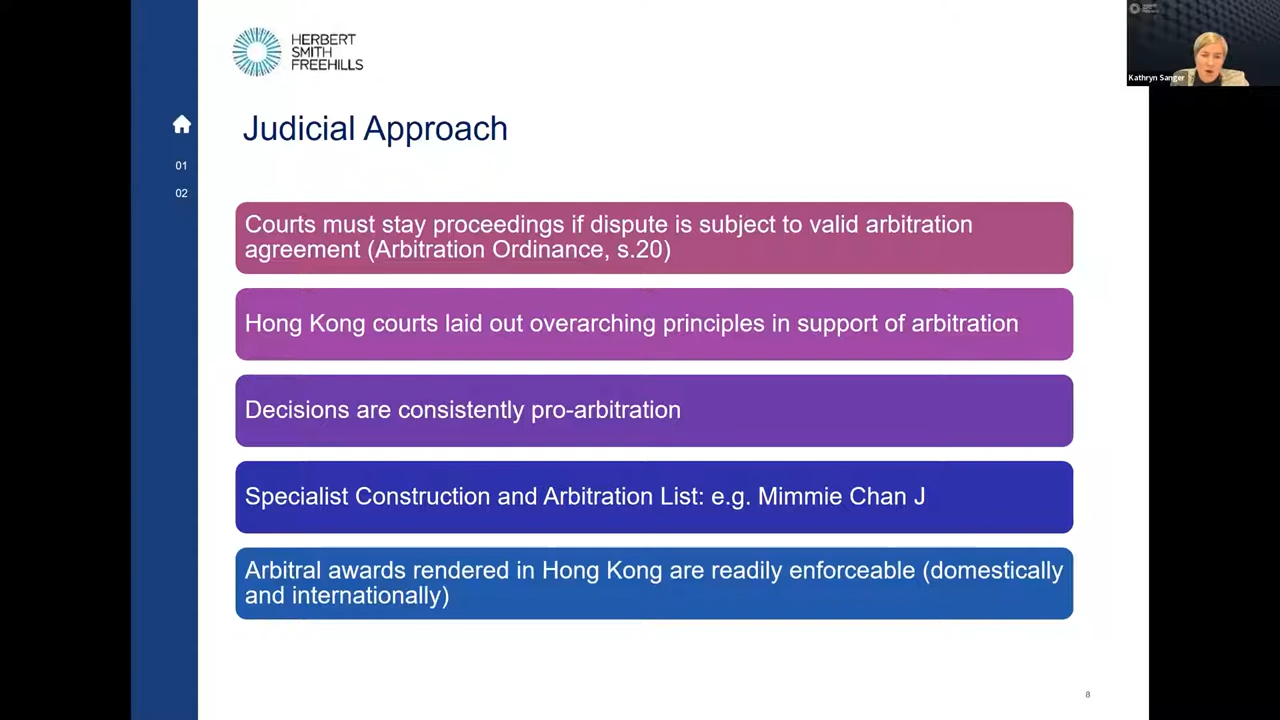 HERBERT
SMITH
FREEHILLS
Kathryn Sanger
Judicial Approach
01
02
Courts must stay proceedings if dispute is subject to valid arbitration
agreement (Arbitration Ordinance, s.20)
Hong Kong courts laid out overarching principles in support of arbitration
Decisions are consistently pro-arbitration
Specialist Construction and Arbitration List: e.g. Mimmie Chan J
Arbitral awards rendered in Hong Kong are readily enforceable (domestically
and internationally)
8